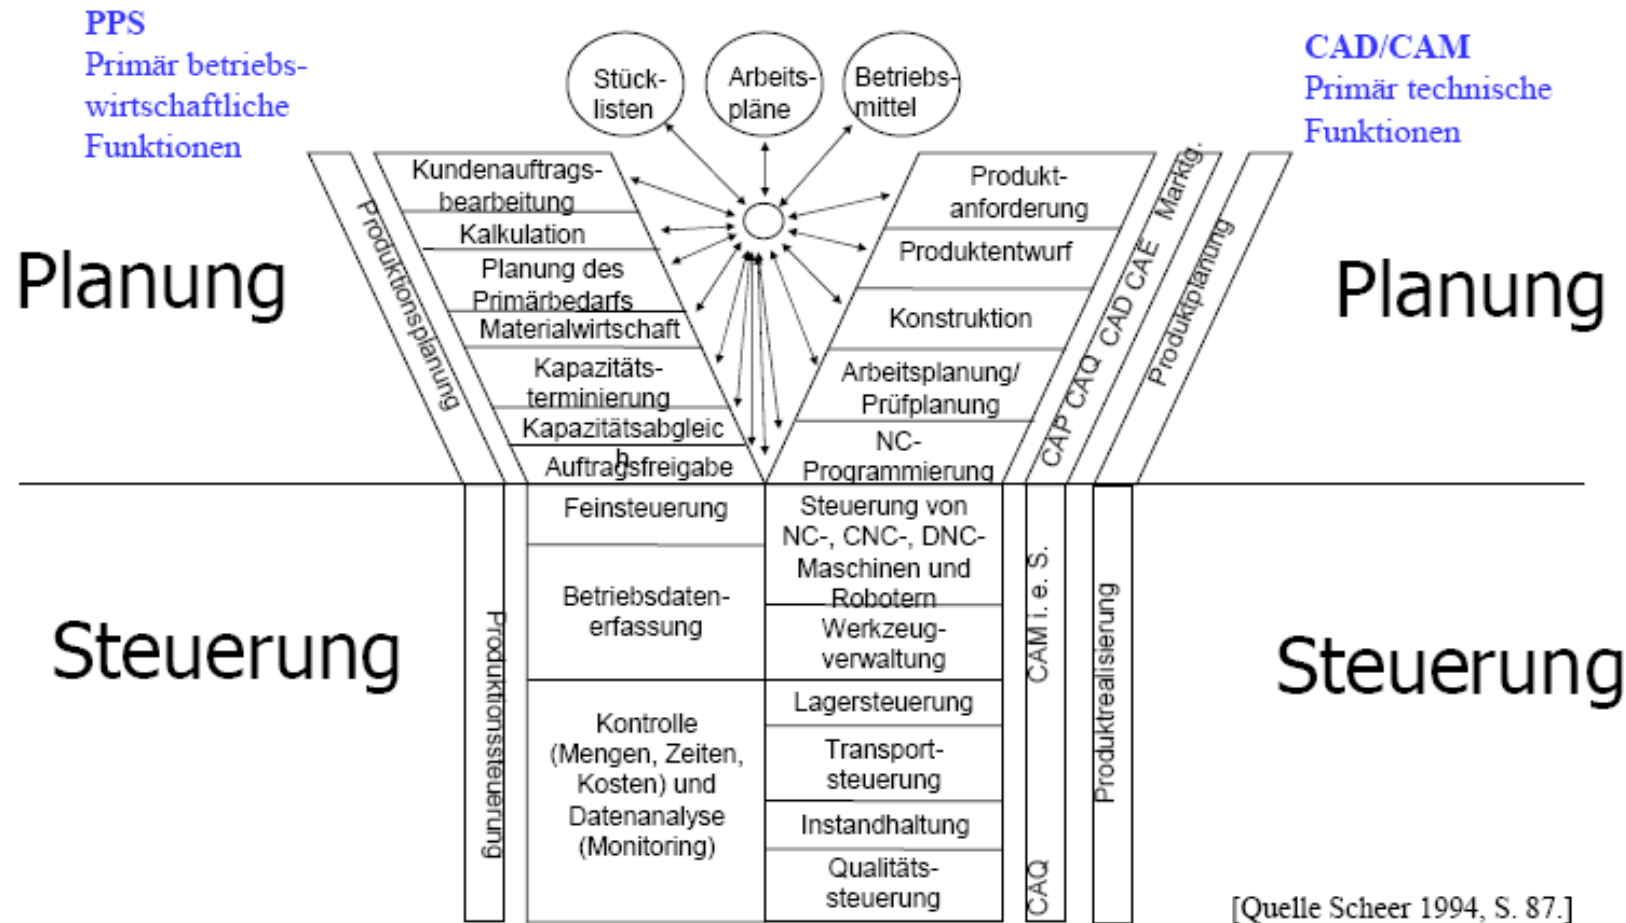 PPS
Primär betriebs-
wirtschaftliche
Funktionen
CAD/CAM
Primär technische
Funktionen
Stück-
listen
Arbeits-
pläne
Betriebs-
mittel
Planung
Produktionsplanung
Kundenauftrags-
bearbeitung
Kalkulation
Planung des
Primärbedarfs
Materialwirtschaft
Kapazitäts-
terminierung
Kapazitätsabgleic
h
Auftragsfreigabe
Produkt-
anforderung
Produktentwurf
Konstruktion
Arbeitsplanung/
Prüfplanung
NC-
Programmierung
CAP CAQ CAD CAE Marktg.
Produktplanung
Planung
Steuerung
Produktionssteuerung
Feinsteuerung
Betriebsdaten-
erfassung
Kontrolle
(Mengen, Zeiten,
Kosten) und
Datenanalyse
(Monitoring)
Steuerung von
NC-, CNC-, DNC-
Maschinen und
Robotern
Werkzeug-
verwaltung
Lagersteuerung
Transport-
steuerung
Instandhaltung
Qualitäts-
steuerung
CAQ CAM i. e. S.
Produktrealisierung
Steuerung
[Quelle Scheer 1994, S. 87.]